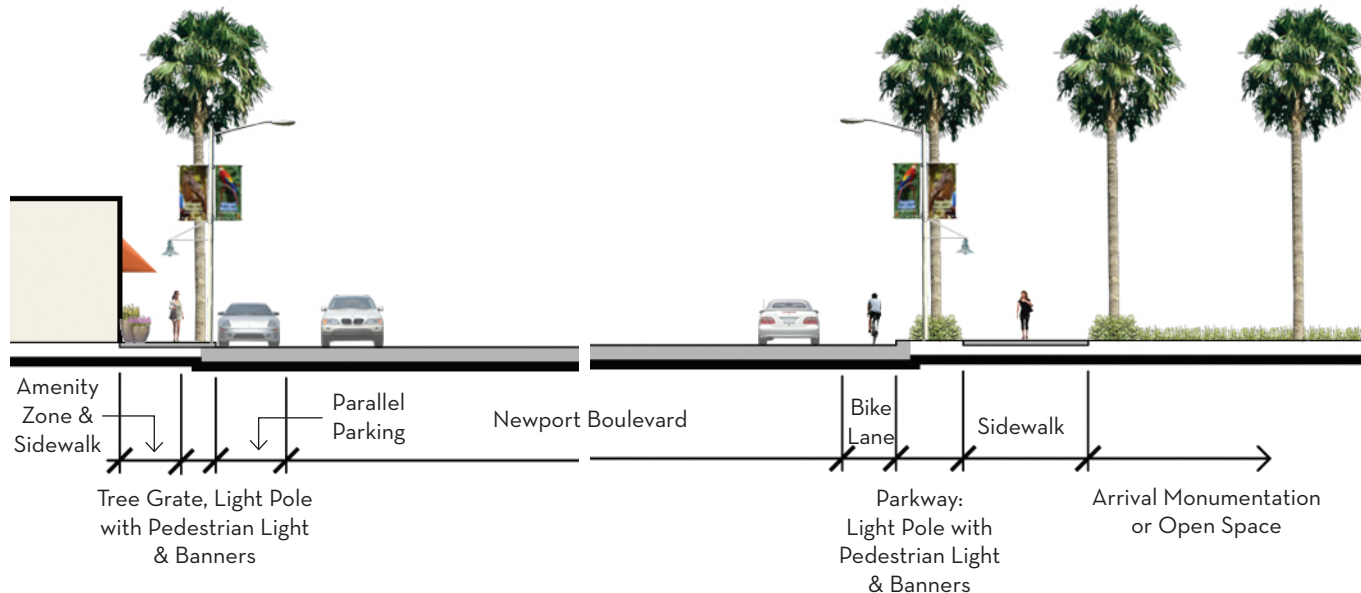 Amenity
Zone &
Sidewalk
Parallel
Parking
Newport Boulevard
Bike
Lane
Sidewalk
Tree Grate, Light Pole
with Pedestrian Light
& Banners
Parkway:
Light Pole with
Pedestrian Light
& Banners
Arrival Monumentation
or Open Space